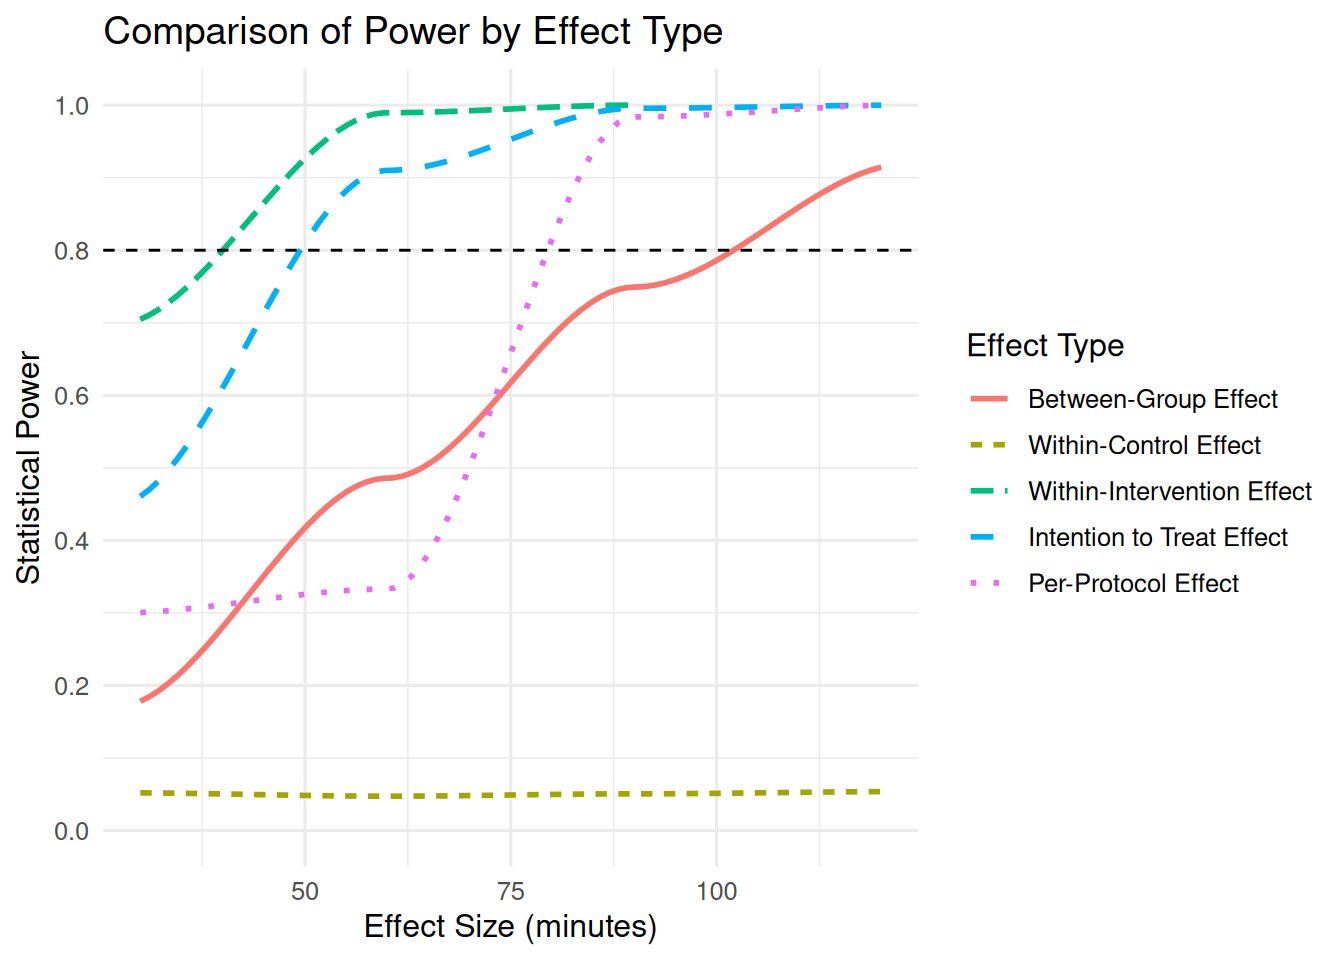 Comparison of Power by Effect Type
1.0
0.8
0.6
0.4
0.2
0.0
Statistical Power
50 75 100
Effect Size (minutes)
Effect Type
Between-Group Effect
Within-Control Effect
Within-Intervention Effect
Intention to Treat Effect
Per-Protocol Effect